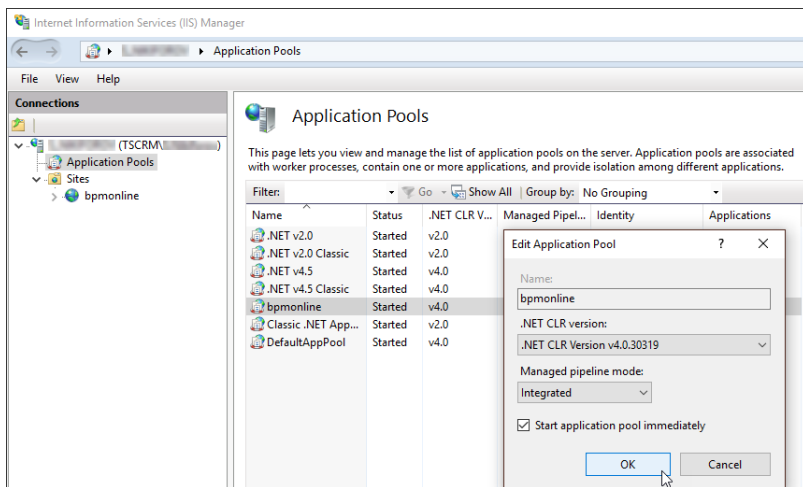 Internet Information Services (IIS) Manager
Application Pools
File View Help
Connections
(TSCRM\ )
Application Pools
Sites
bpmonline
Application Pools
This page lets you view and manage the list of application pools on the server. Application pools are associated
with worker processes, contain one or more applications, and provide isolation among different applications.
Filter: Go Show All Group by: No Grouping
Name Status .NET CLR V... Managed Pipel... Identity Applications
.NET v2.0 Started v2.0
.NET v2.0 Classic Started v2.0
.NET v4.5 Started v4.0
.NET v4.5 Classic Started v4.0
bpmonline Started v4.0
Classic .NET App... Started v2.0
DefaultAppPool Started v4.0
Edit Application Pool ? 
Name:
bpmonline
.NET CLR version:
.NET CLR Version v4.0.30319
Managed pipeline mode:
Integrated
Start application pool immediately
OK Cancel